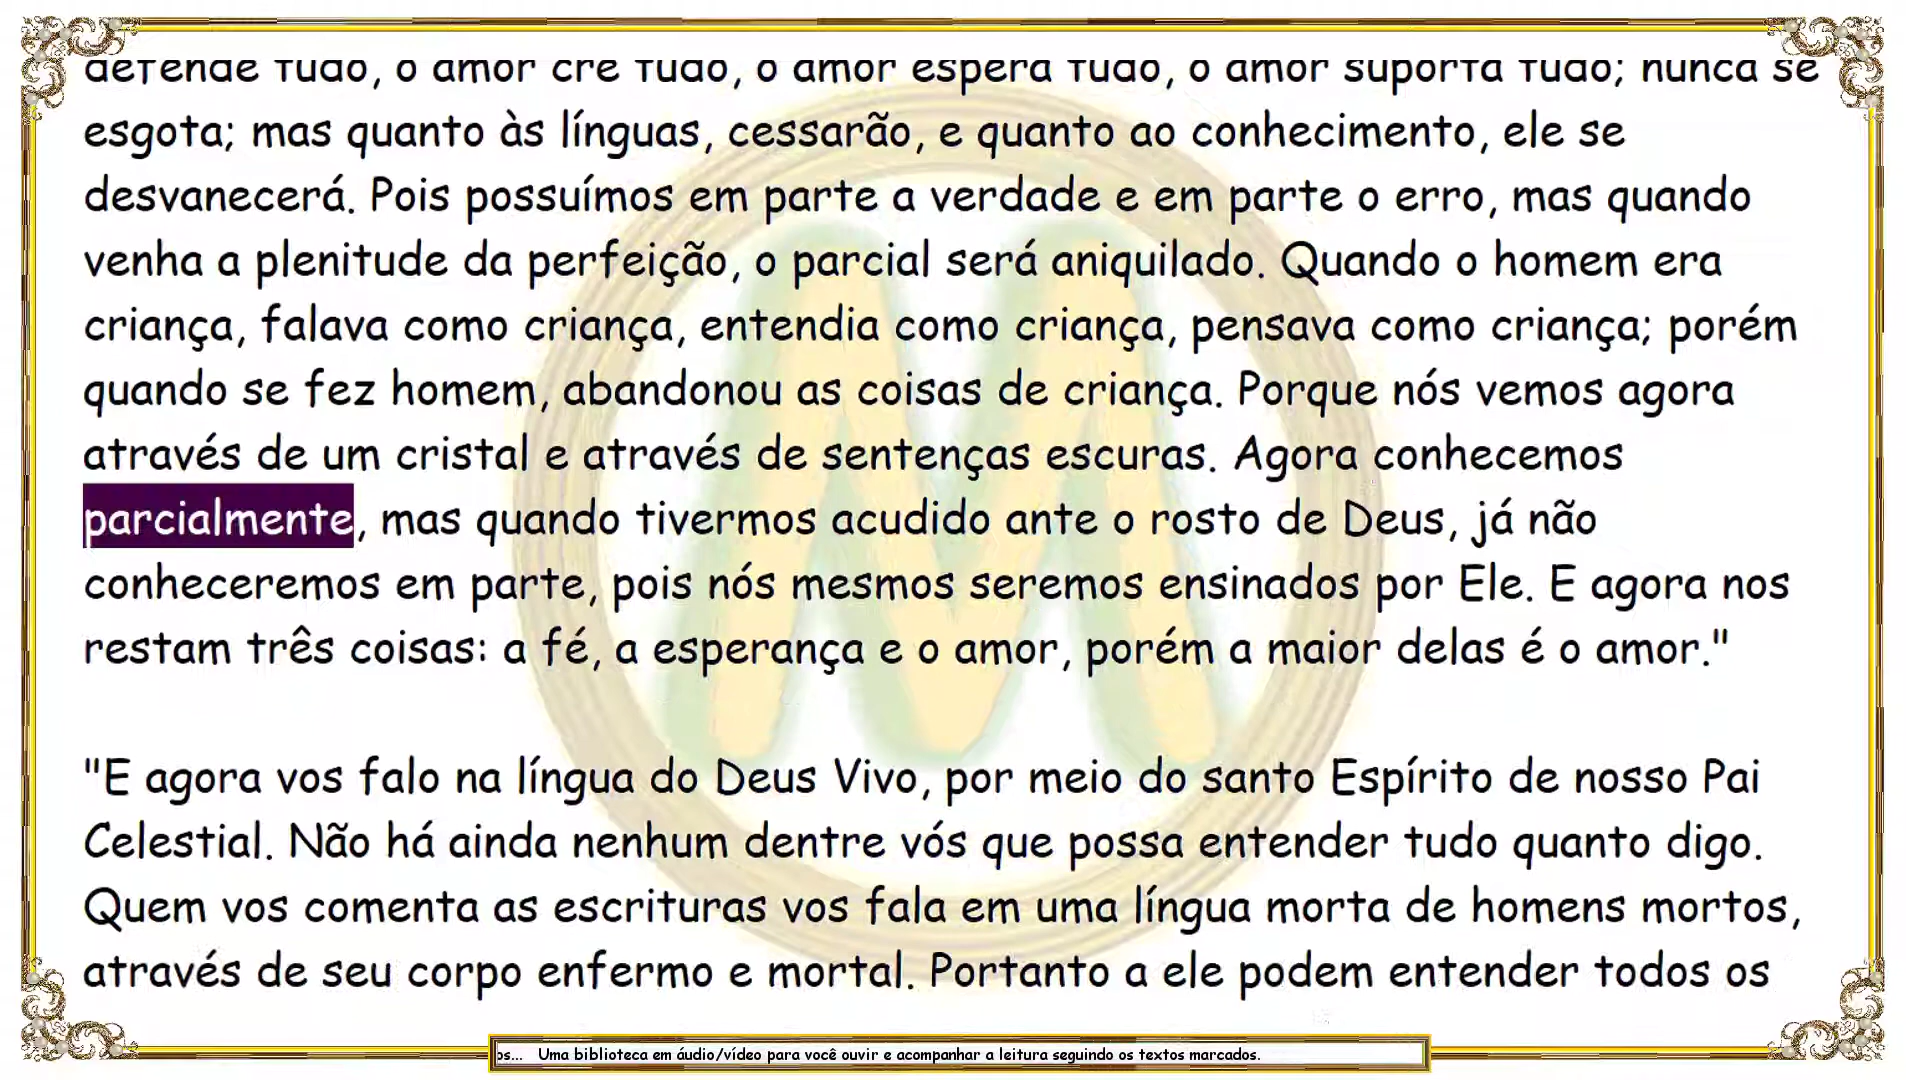 defende tudo, o amor crê tudo, o amor espera tudo, o amor suporta tudo; nunca se
esgota; mas quanto às línguas, cessarão, e quanto ao conhecimento, ele se
desvanecerá. Pois possuímos em parte a verdade e em parte o erro, mas quando
venha a plenitude da perfeição, o parcial será aniquilado. Quando o homem era
criança, falava como criança, entendia como criança, pensava como criança; porém
quando se fez homem, abandonou as coisas de criança. Porque nós vemos agora
através de um cristal e através de sentenças escuras. Agora conhecemos
parcialmente, mas quando tivermos acudido ante o rosto de Deus, já não
conheceremos em parte, pois nós mesmos seremos ensinados por Ele. E agora nos
restam três coisas: a fé, a esperança e o amor, porém a maior delas é o amor."
"E agora vos falo na língua do Deus Vivo, por meio do santo Espírito de nosso Pai
Celestial. Não há ainda nenhum dentre vós que possa entender tudo quanto digo.
Quem vos comenta as escrituras vos fala em uma língua morta de homens mortos,
através de seu corpo enfermo e mortal. Portanto a ele podem entender todos os
os... Uma biblioteca em áudio/vídeo para você ouvir e acompanhar a leitura seguindo os textos marcados.